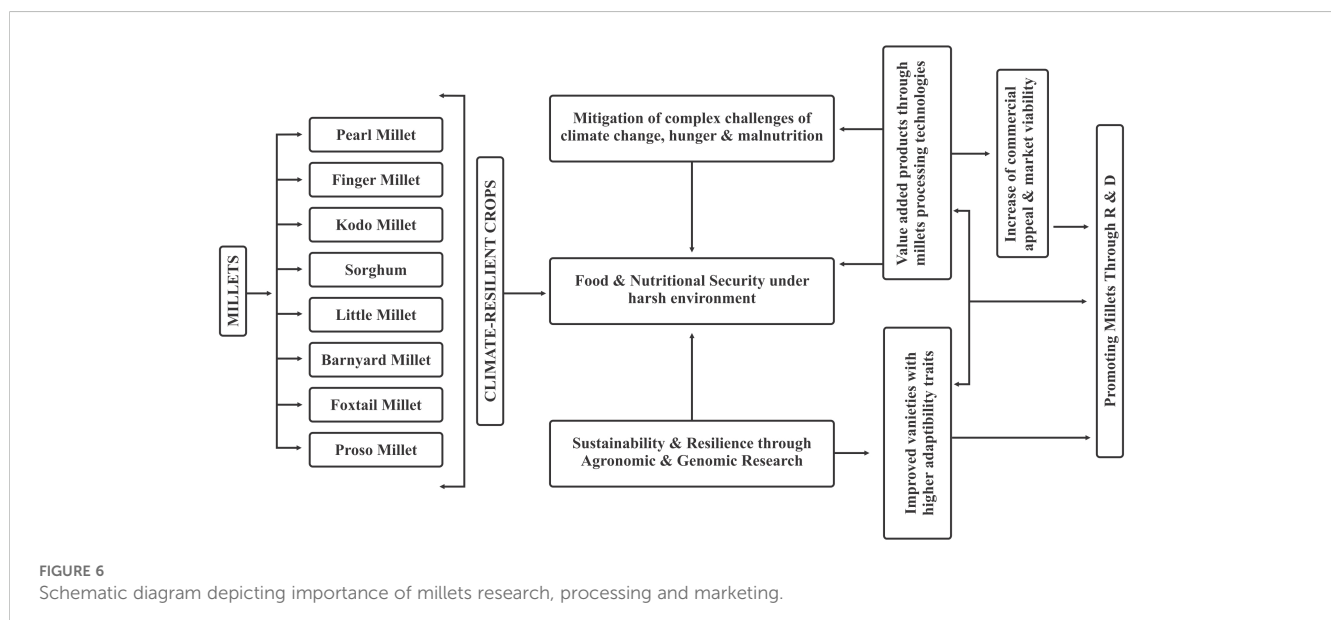 MILLETS
Pearl Millet
Finger Millet
Kodo Millet
Sorghum
Little Millet
Barnyard Millet
Foxtail Millet
Proso Millet
CLIMATE-RESILIENT CROPS
Mitigation of complex challenges of
climate change, hunger & malnutrition
Food & Nutritional Security under
harsh environment
Sustainability & Resilience through
Agronomic & Genomic Research
Value added products through
millets processing technologies
Improved vanieties with
higher adaptibility traits
Increase of commercial
appeal & market viability
Promoting Millets Through R & D
FIGURE 6
Schematic diagram depicting importance of millets research, processing and marketing.